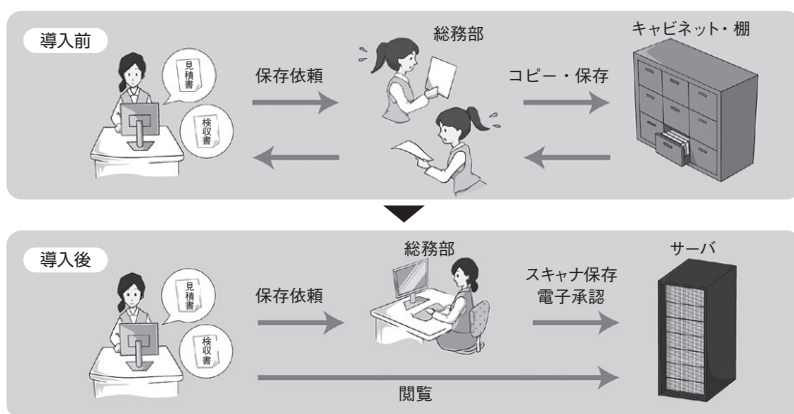 導入前
見積書
検収書
保存依頼
総務部
コピー・保存
キャビネット・棚
導入後
見積書
検収書
保存依頼
総務部
スキャナ保存
電子承認
サーバ
閲覧